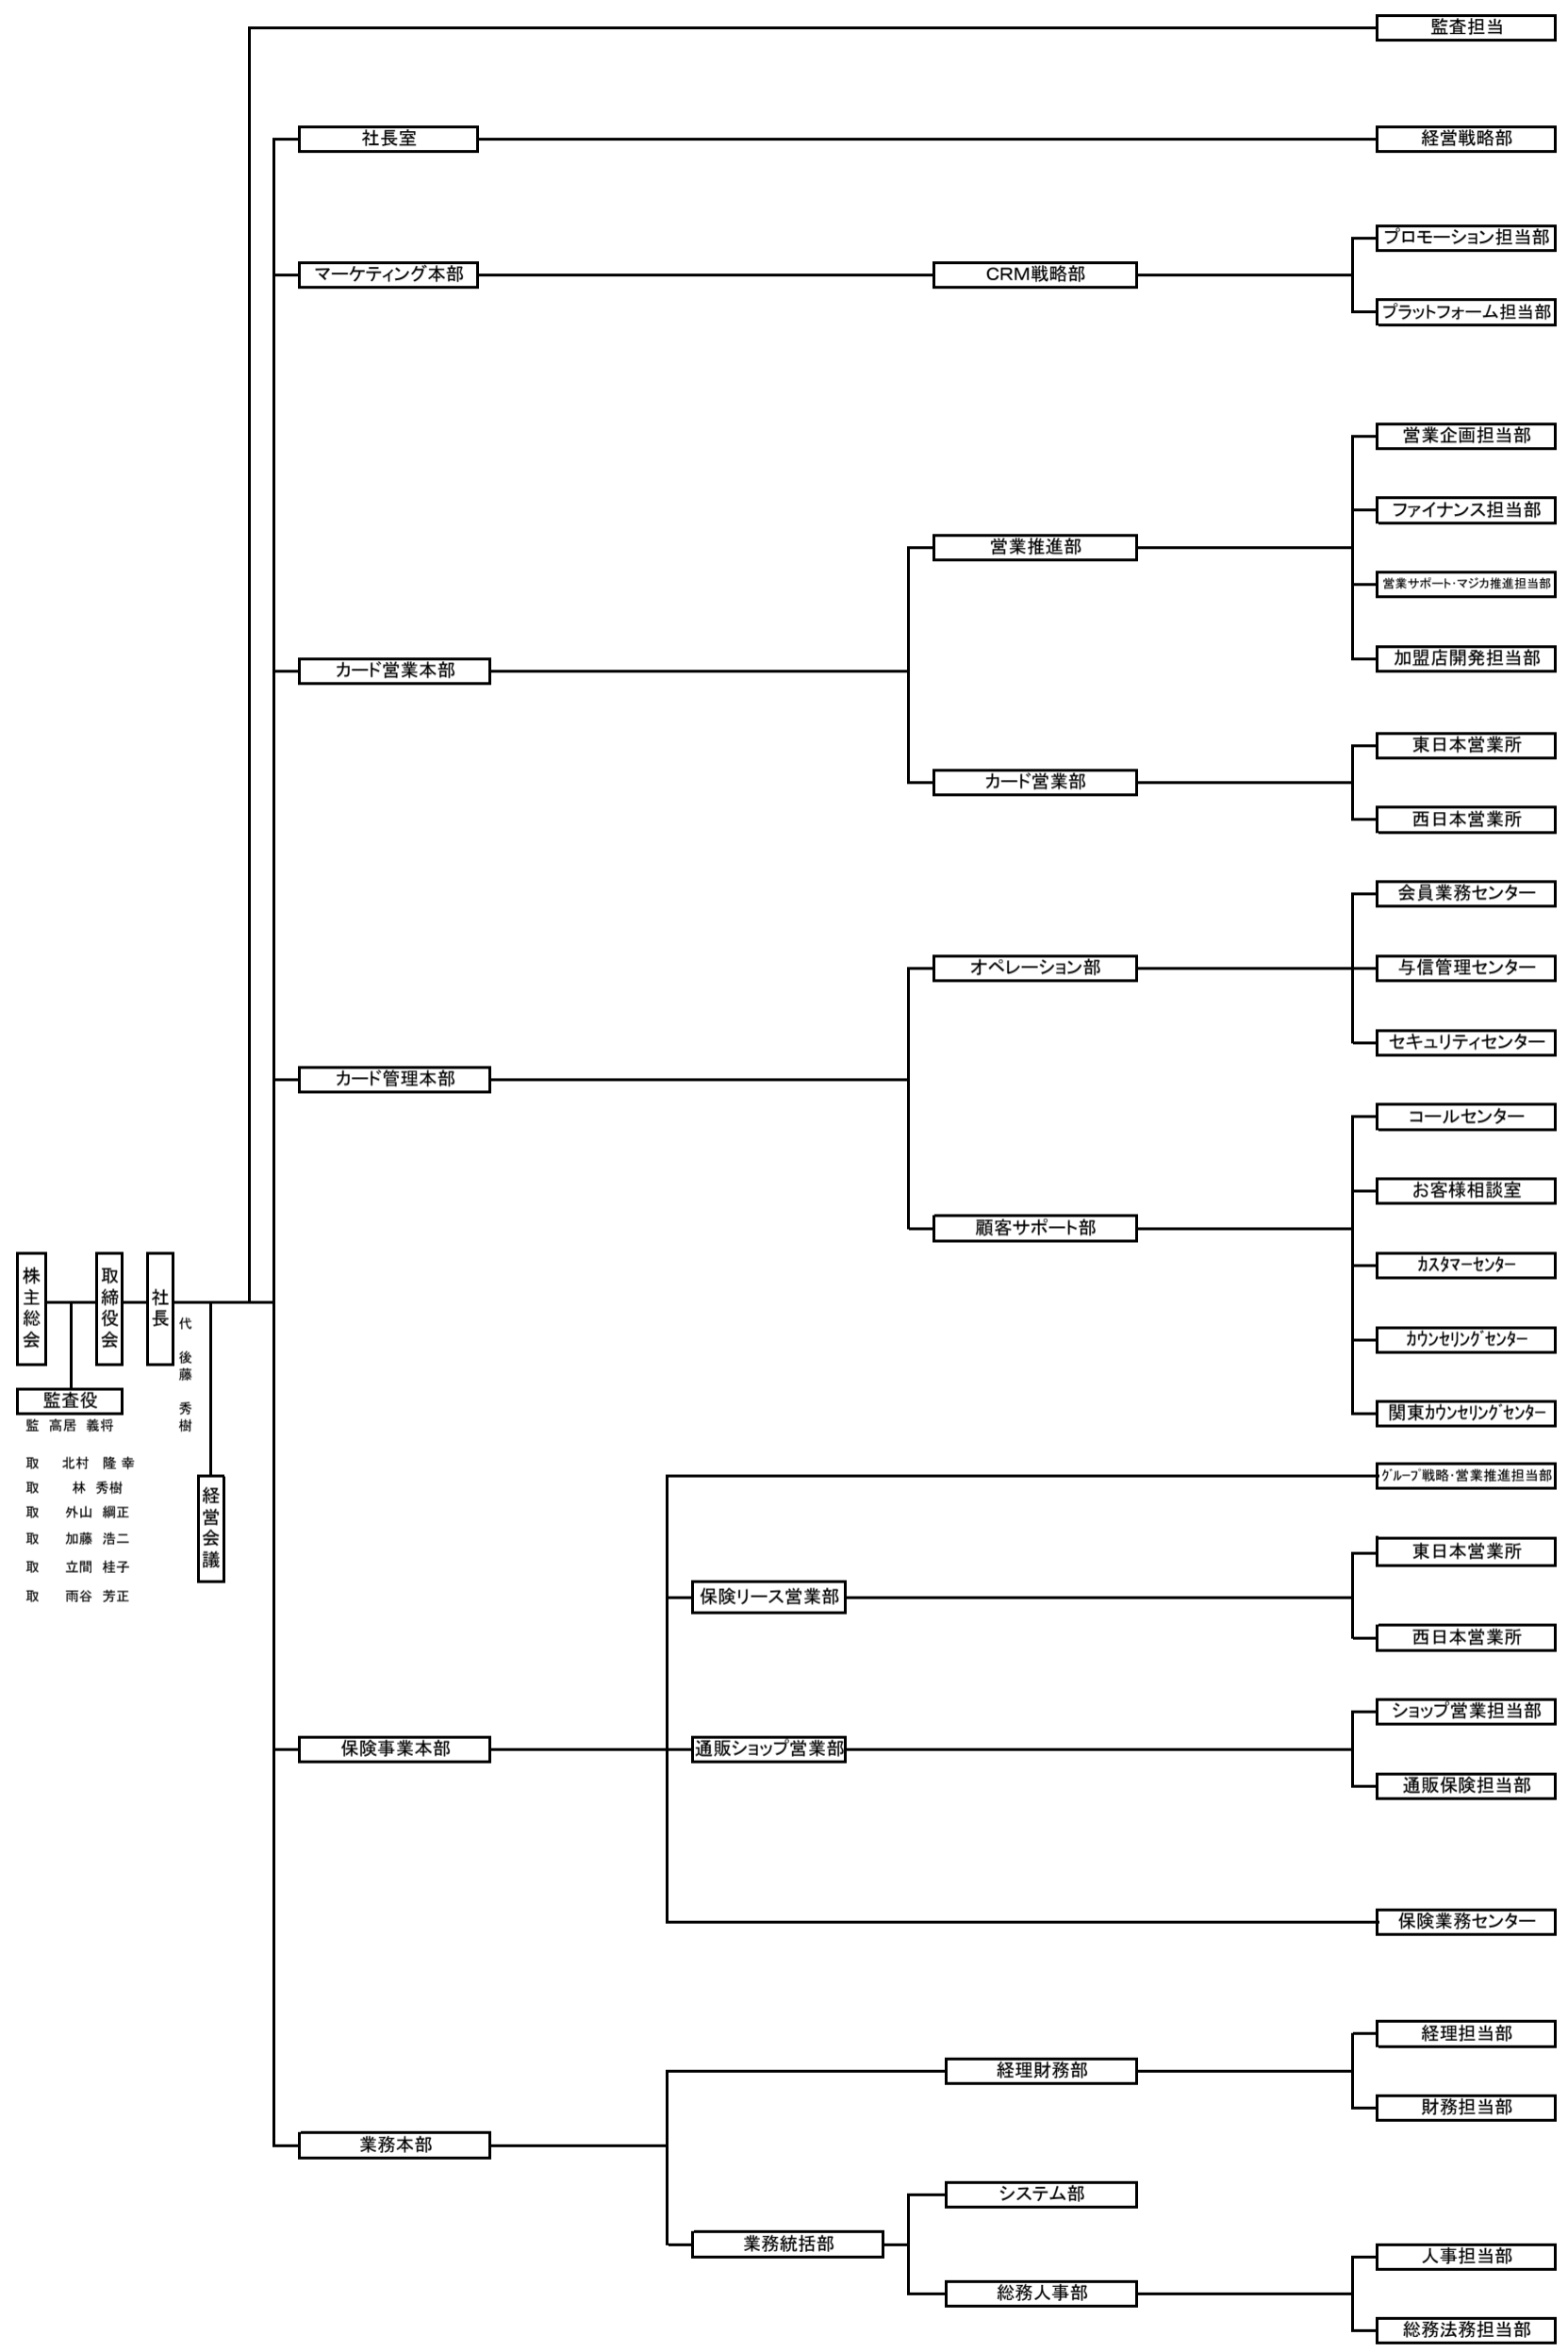 監査担当
社長室
経営戦略部
マーケティング本部
CRM戦略部
プロモーション担当部
プラットフォーム担当部
カード営業本部
営業推進部
営業企画担当部
ファイナンス担当部
営業サポート・マジカ推進担当部
加盟店開発担当部
カード営業部
東日本営業所
西日本営業所
カード管理本部
オペレーション部
会員業務センター
与信管理センター
セキュリティセンター
顧客サポート部
コールセンター
お客様相談室
カスタマーセンター
カウンセリングセンター
関東カウンセリングセンター
株主総会
取締役会
社長
代 後藤 秀樹
監査役
監 高居 義将
取 北村 隆幸
取 林 秀樹
取 外山 綱正
取 加藤 浩二
取 立間 桂子
取 雨谷 芳正
経営会議
保険事業本部
グループ戦略・営業推進担当部
保険リース営業部
東日本営業所
西日本営業所
通販ショップ営業部
ショップ営業担当部
通販保険担当部
保険業務センター
業務本部
経理財務部
経理担当部
財務担当部
業務統括部
システム部
総務人事部
人事担当部
総務法務担当部